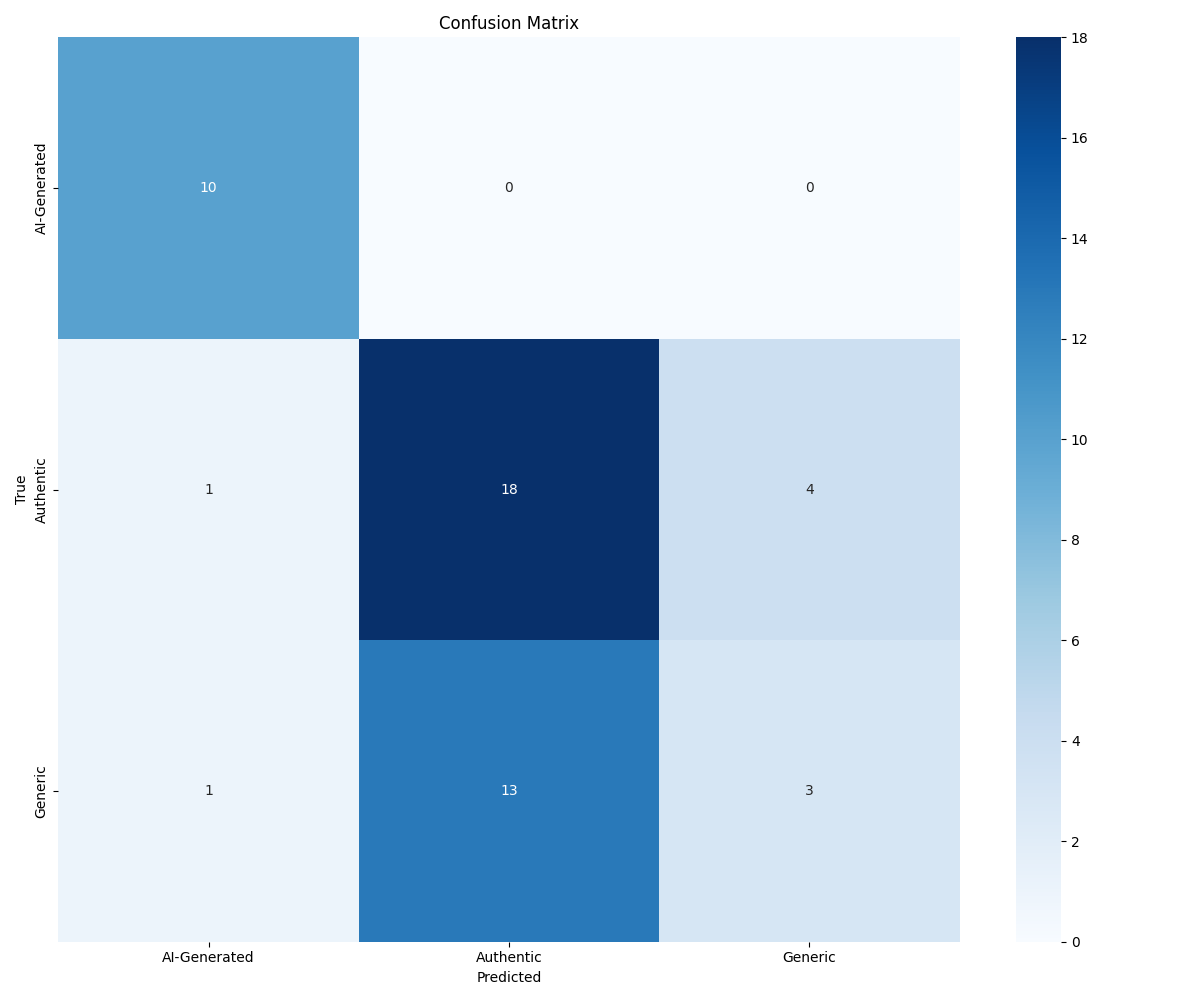 Confusion Matrix
AI-Generated
Authentic
Generic
True
10
0
0
1
18
4
1
13
3
AI-Generated
Authentic
Generic
Predicted
18
16
14
12
10
8
6
4
2
0